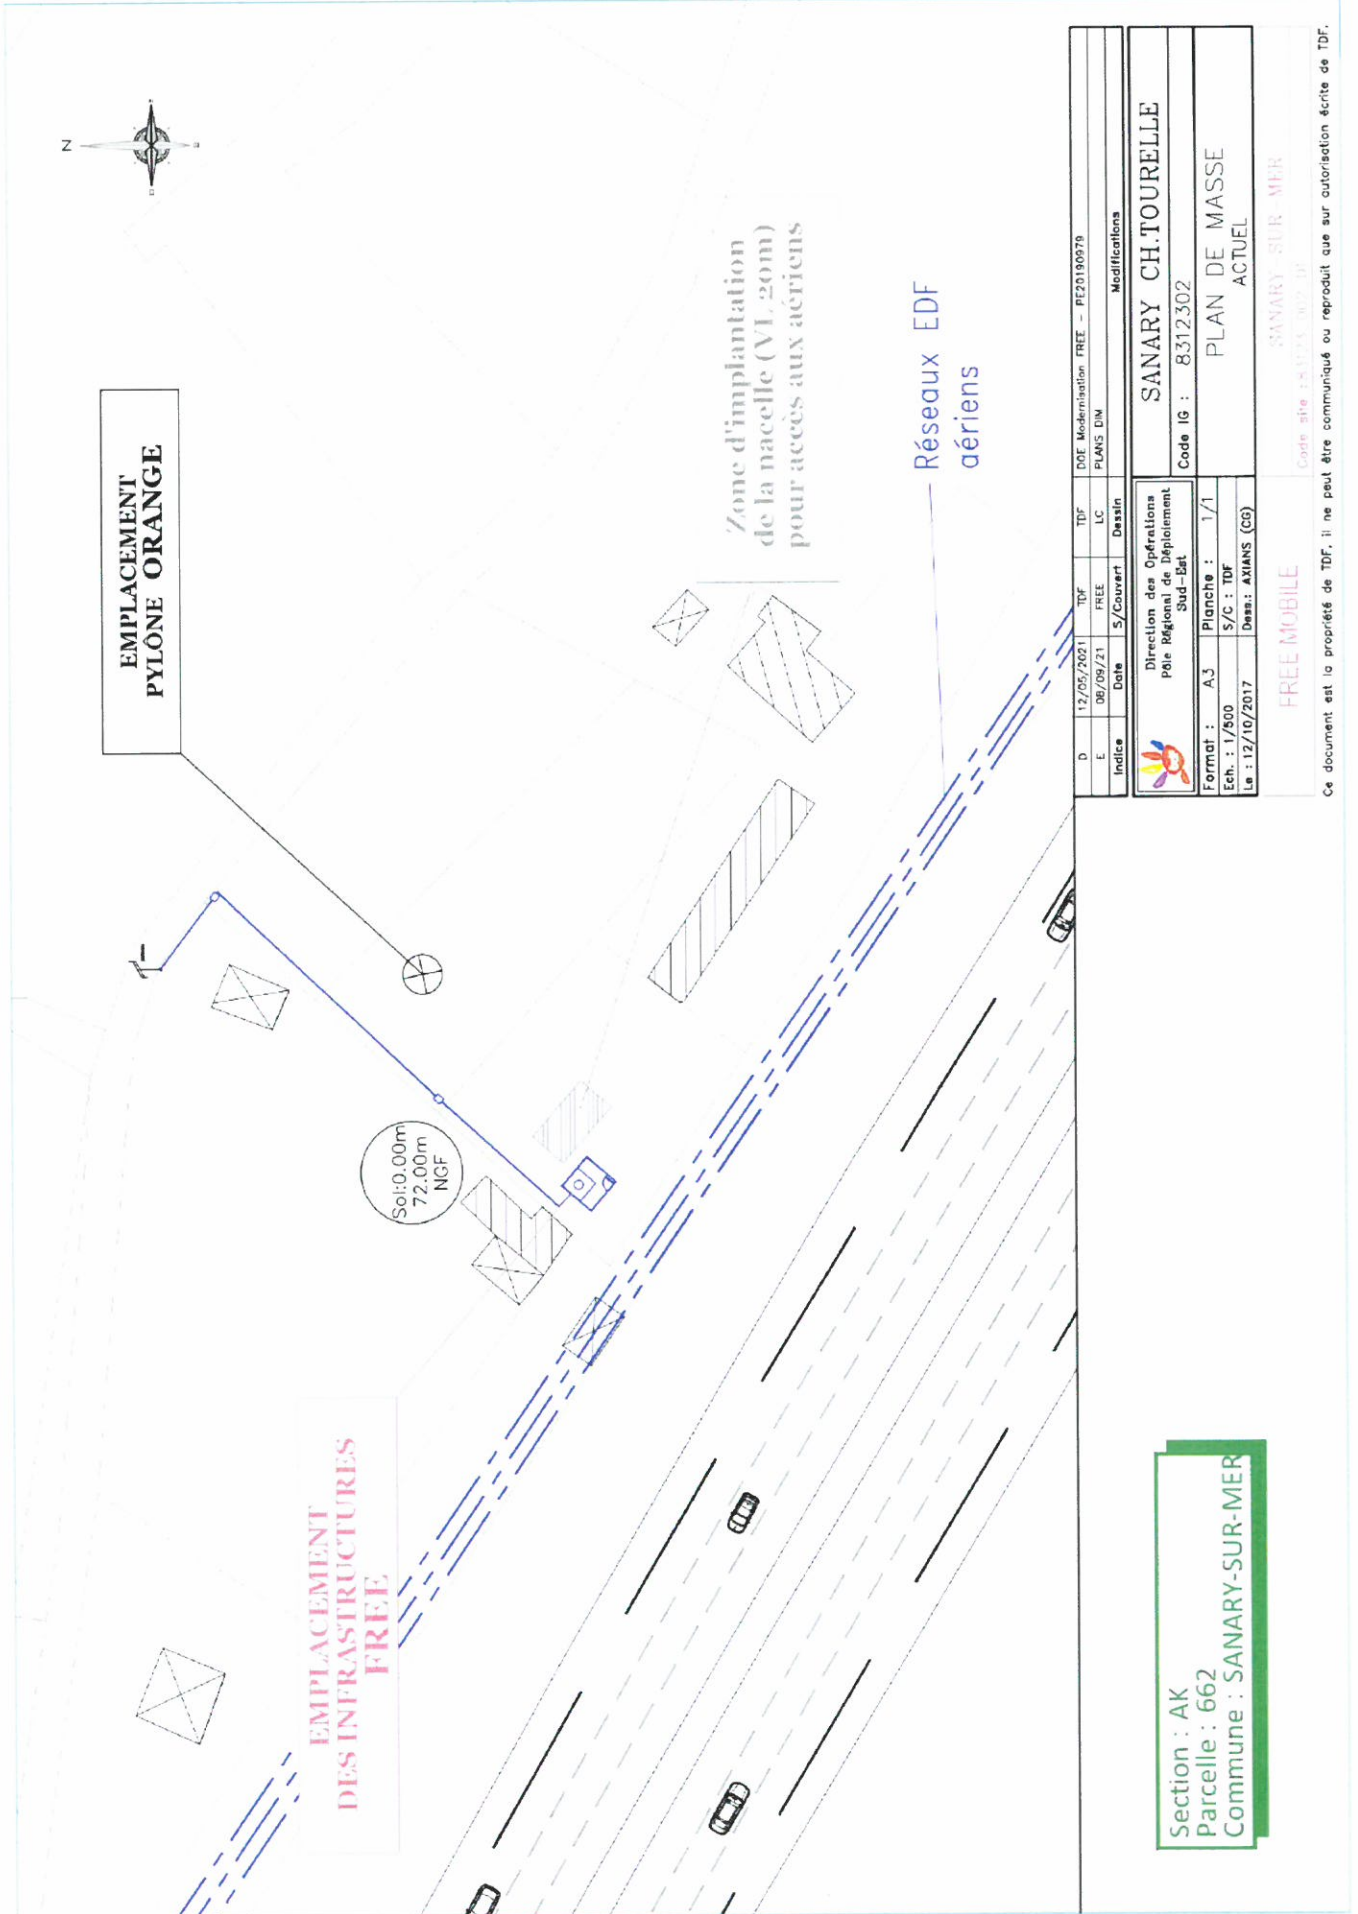 N
EMPLACEMENT
PYLÔNE ORANGE
Zone d'implantation
de la nacelle (VL 20m)
pour accès aux aériens
Réseaux EDF
aériens
Sol:0.00m
72.00m
NGF
EMPLACEMENT
DES INFRASTRUCTURES
FREE
Section : AK
Parcelle : 662
Commune : SANARY-SUR-MER
D 12/05/2021 TDF TDF DOE Modernisation FREE - PE20190979
E 08/09/21 FREE LC PLANS DIM
Indice Date S/Couvert Dessin Modifications
Direction des Opérations
Pôle Régional de Déploiement
Sud-Est
SANARY CH.TOURELLE
Code IG : 8312302
Format : A3 Planche : 1/1
Ech. : 1/500 S/C : TDF
Le : 12/10/2017 Dess.: AXIANS (CG)
PLAN DE MASSE
ACTUEL
FREE MOBILE
SANARY SUR MER
Code site :
Ce document est la propriété de TDF, il ne peut être communiqué ou reproduit que sur autorisation écrite de TDF.